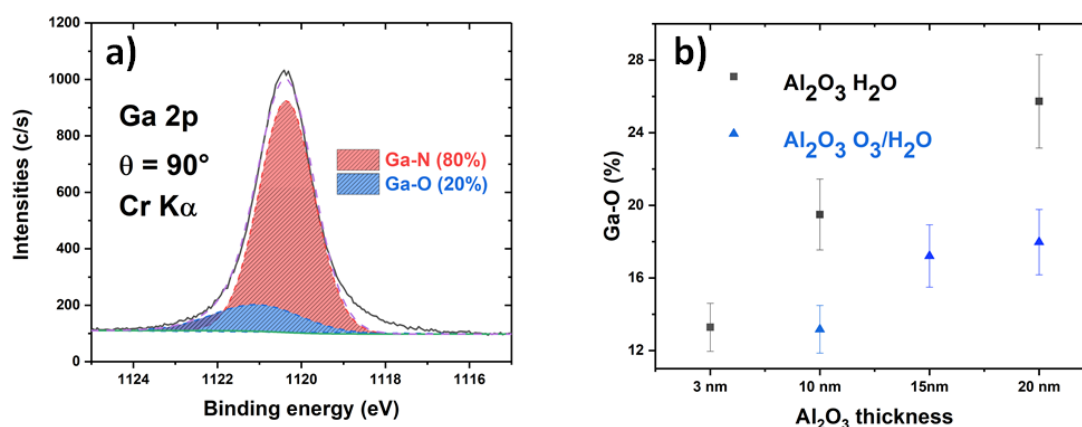 a)
Ga 2p
θ = 90°
Cr Kα
Ga-N (80%)
Ga-O (20%)
Intensities (c/s)
1200
1000
800
600
400
200
0
1124
1122
1120
1118
1116
Binding energy (eV)
b)
Al₂O₃ H₂O
Al₂O₃ O₃/H₂O
Ga-O (%)
28
24
20
16
12
3 nm
10 nm
15nm
20 nm
Al₂O₃ thickness